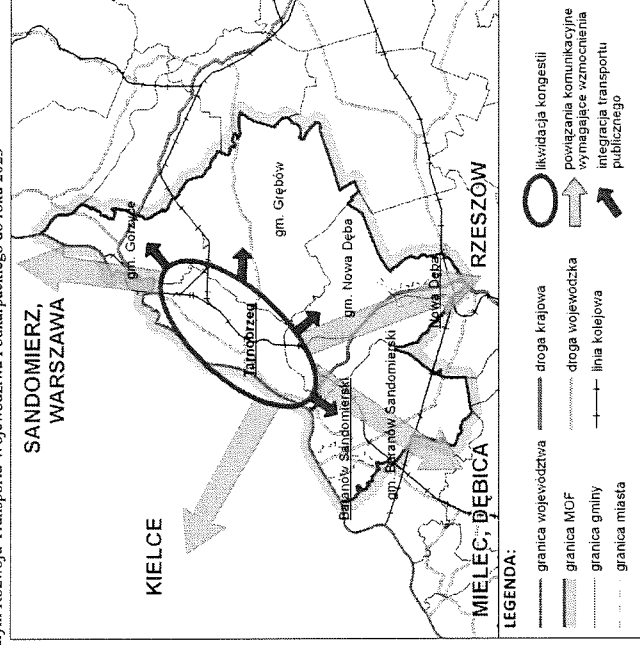 Rozwoju Transportu Województwa Podkarpackiego do roku
SANDOMIERZ,
WARSZAWA
KIELCE
gm. Gorzyce
Tarnobrzeg
gm. Grębów
gm. Nowa Dęba
Nowa Dęba
Baranów Sandomierski
gm. Baranów Sandomierski
MIELEC, DĘBICA
RZESZÓW
LEGENDA:
granica województwa
granica MOF
granica gminy
granica miasta
droga krajowa
droga wojewódzka
linia kolejowa
likwidacja kongestii
powiązania komunikacyjne
wymagające wzmocnienia
integracja transportu
publicznego